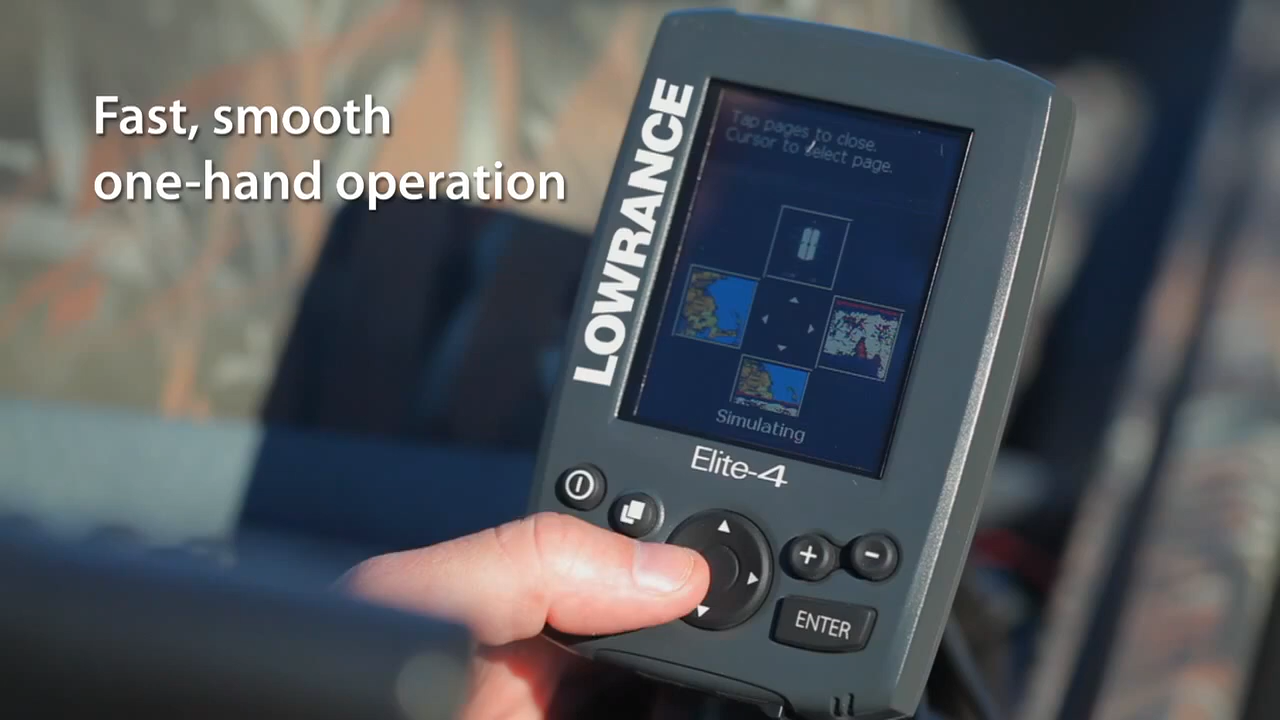 Fast, smooth
one-hand operation
LOWRANCE
Tap pages to close.
Cursor to select page.
Simulating
Elite-4
+
-
ENTER